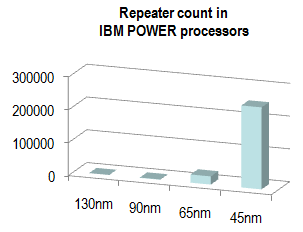 Repeater count in
IBM POWER processors
300000
200000
100000
0
130nm
90nm
65nm
45nm